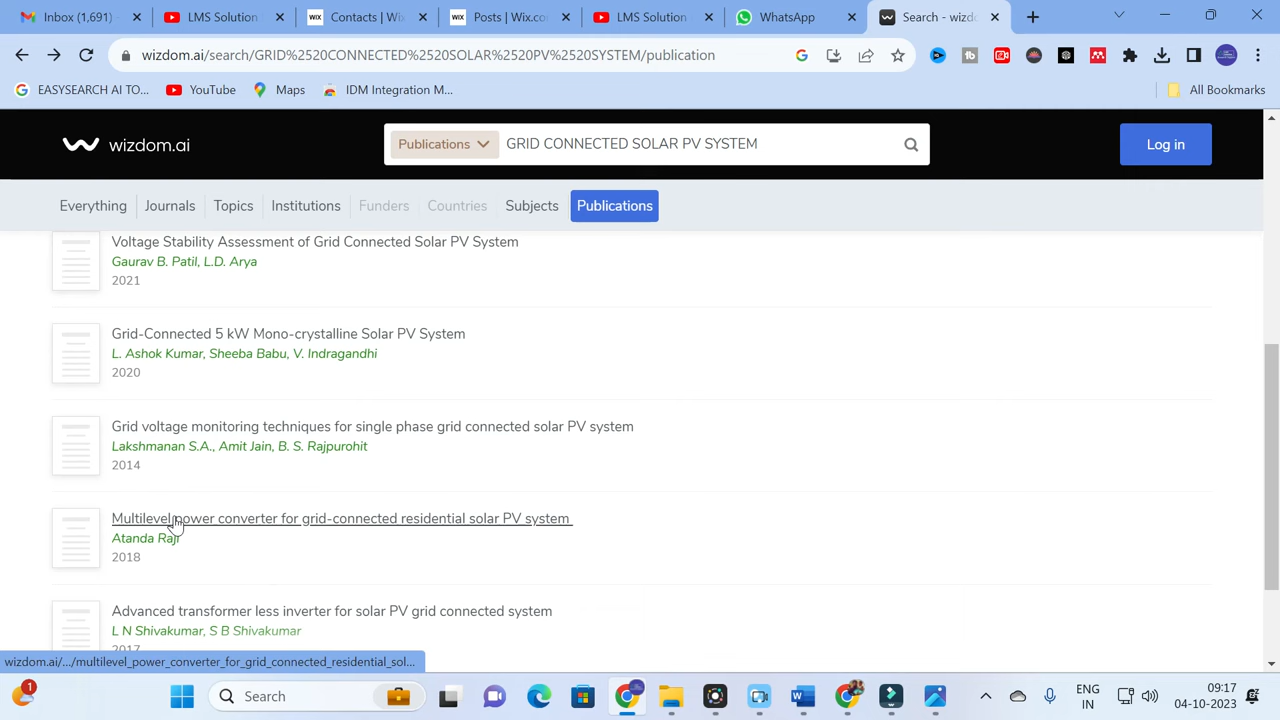 Inbox (1,691)
LMS Solution
Contacts | Wix
Posts | Wix.co
LMS Solution
WhatsApp
Search - wizd
wizdom.ai/search/GRID%2520CONNECTED%2520SOLAR%2520PV%2520SYSTEM/publication
EASYSEARCH AI TO...
YouTube
Maps
IDM Integration M...
All Bookmarks
wizdom.ai
Publications
GRID CONNECTED SOLAR PV SYSTEM
Log in
Everything
Journals
Topics
Institutions
Funders
Countries
Subjects
Publications
Voltage Stability Assessment of Grid Connected Solar PV System
Gaurav B. Patil, L.D. Arya
2021
Grid-Connected 5 kW Mono-crystalline Solar PV System
L. Ashok Kumar, Sheeba Babu, V. Indragandhi
2020
Grid voltage monitoring techniques for single phase grid connected solar PV system
Lakshmanan S.A., Amit Jain, B. S. Rajpurohit
2014
Multilevel power converter for grid-connected residential solar PV system
Atanda Raji
2018
Advanced transformer less inverter for solar PV grid connected system
L N Shivakumar, S B Shivakumar
2017
wizdom.ai/.../multilevel_power_converter_for_grid_connected_residential_sol...
1
Search
ENG
IN
09:17
04-10-2023